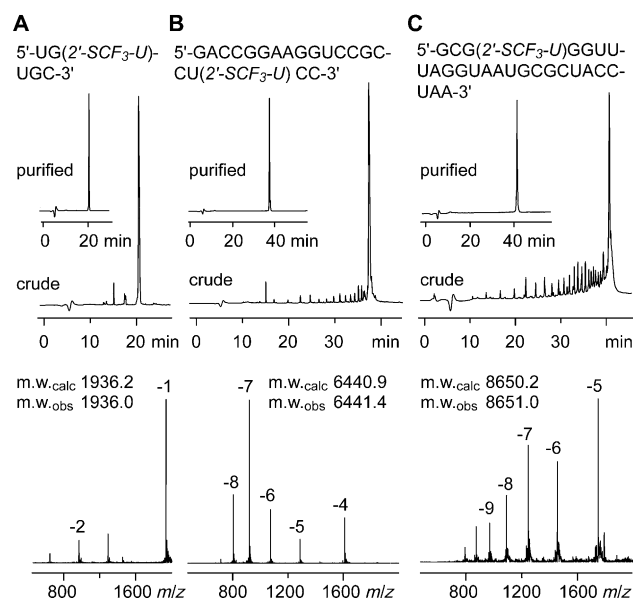 A
5'-UG(2'-SCF3-U)-
UGC-3'
purified
0 20 min
crude
0 10 20 min
m.w.calc 1936.2
m.w.obs 1936.0
-1
-2
800 1600 m/z
B
5'-GACCGGAAGGUCCGC-
CU(2'-SCF3-U) CC-3'
purified
0 20 40 min
crude
0 10 20 30 min
m.w.calc 6440.9
m.w.obs 6441.4
-7
-8
-6
-5
-4
800 1200 1600 m/z
C
5'-GCG(2'-SCF3-U)GGUU-
UAGGUAAUGCGCUACC-
UAA-3'
purified
0 20 40 min
crude
0 10 20 30 40 min
m.w.calc 8650.2
m.w.obs 8651.0
-5
-7
-6
-8
-9
800 1200 1600 m/z